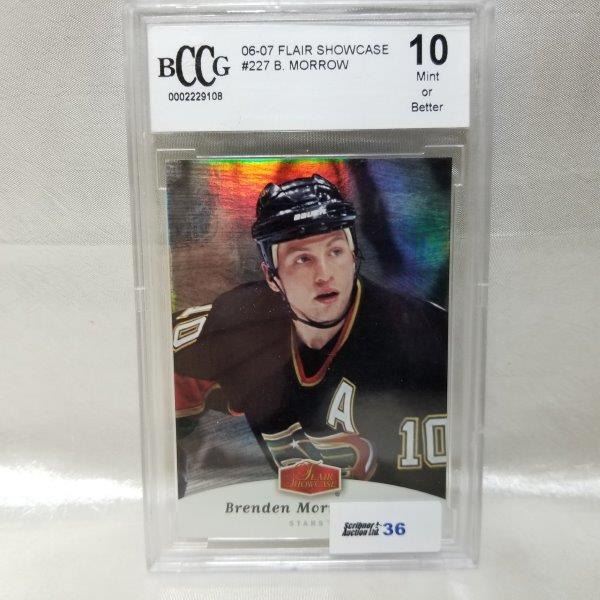 BCCG
0002229108
06-07 FLAIR SHOWCASE
#227 B. MORROW
10
Mint
or
Better
BAUER
10
A
10
FLAIR
SHOWCASE
Brenden Mor
STARS
Scribner
Auction Ltd. 36